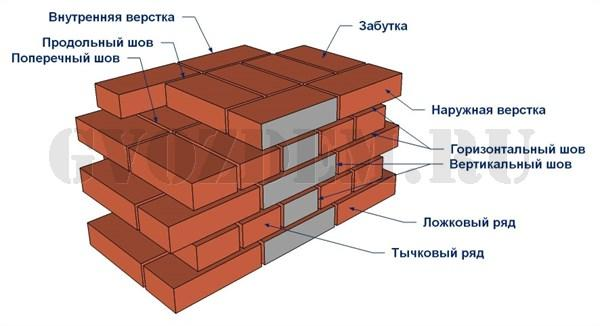 Внутренняя верстка
Забутка
Продольный шов
Поперечный шов
Наружная верстка
Горизонтальный шов
Вертикальный шов
Ложковый ряд
Тычковый ряд
GVOZDEM.RU